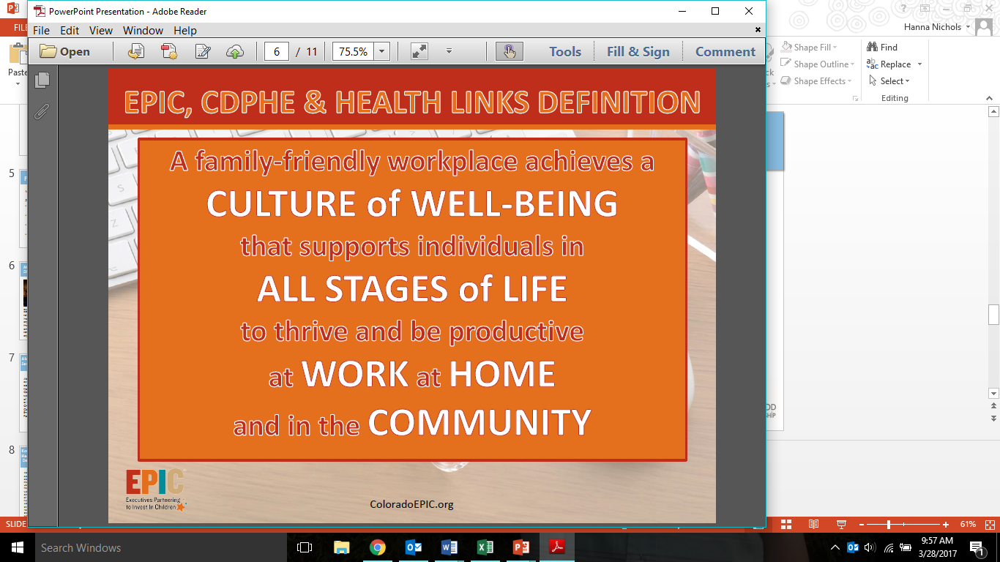 PowerPoint Presentation - Adobe Reader
File Edit View Window Help
Open 6 / 11 75.5% Tools Fill & Sign Comment
EPIC, CDPHE & HEALTH LINKS DEFINITION
A family-friendly workplace achieves a
CULTURE of WELL-BEING
that supports individuals in
ALL STAGES of LIFE
to thrive and be productive
at WORK at HOME
and in the COMMUNITY
EPIC
Executives Partnering
to Invest In Children
ColoradoEPIC.org
FIL
Paste
5
6
7
8
SLIDE
Hanna Nichols
Shape Fill
Shape Outline
Shape Effects
Find
Replace
Select
Editing
61%
Search Windows
9:57 AM
3/28/2017
1